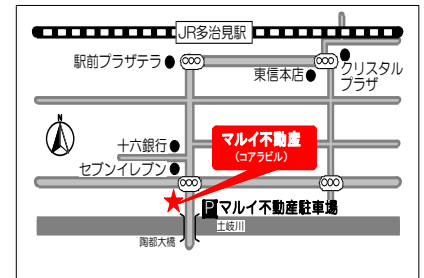 JR多治見駅
駅前プラザテラ
東信本店
クリスタル
プラザ
十六銀行
マルイ不動産
(コアラビル)
セブンイレブン
P マルイ不動産駐車場
土岐川
陶都大橋